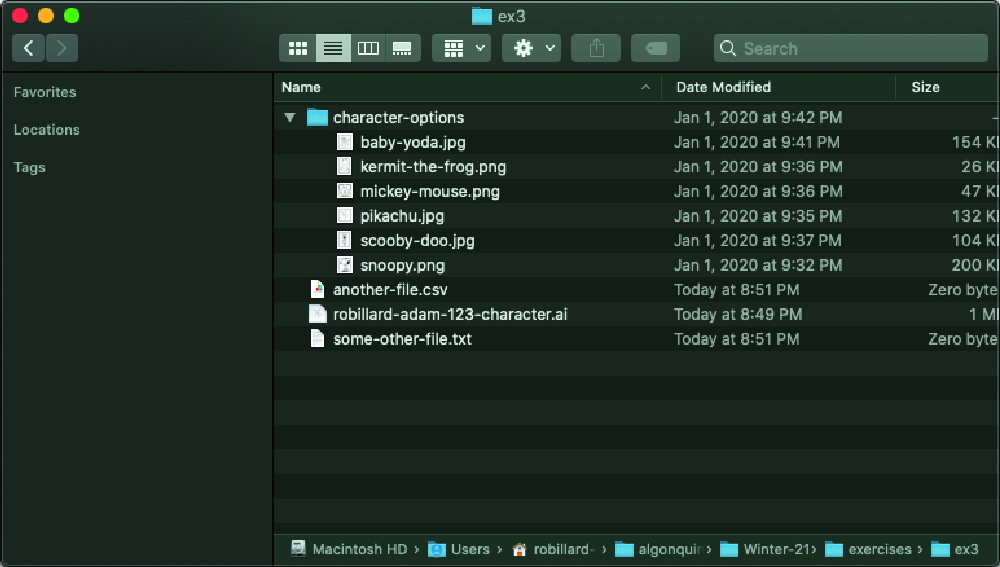 ex3
Search
Favorites
Locations
Tags
Name Date Modified Size
character-options Jan 1, 2020 at 9:42 PM --
baby-yoda.jpg Jan 1, 2020 at 9:41 PM 154 K
kermit-the-frog.png Jan 1, 2020 at 9:36 PM 26 K
mickey-mouse.png Jan 1, 2020 at 9:36 PM 47 K
pikachu.jpg Jan 1, 2020 at 9:35 PM 132 K
scooby-doo.jpg Jan 1, 2020 at 9:37 PM 104 K
snoopy.png Jan 1, 2020 at 9:32 PM 200 K
another-file.csv Today at 8:51 PM Zero byte
robillard-adam-123-character.ai Today at 8:49 PM 1 M
some-other-file.txt Today at 8:51 PM Zero byte
Macintosh HD › Users › robillard- › algonquin › Winter-21 › exercises › ex3